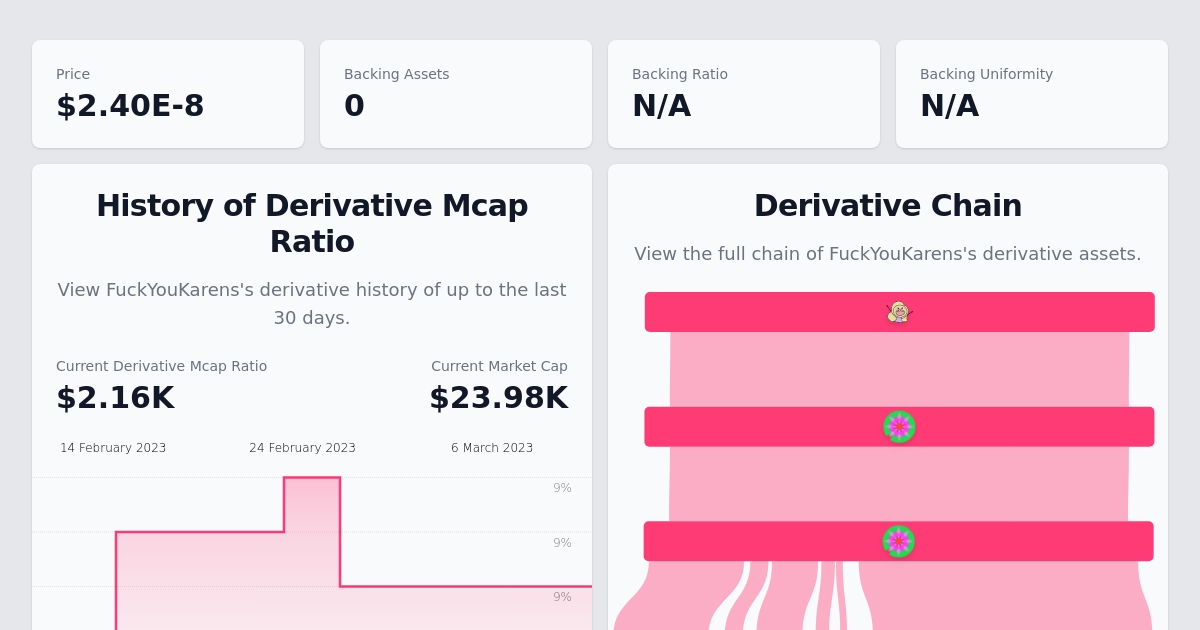 Price
$2.40E-8
Backing Assets
0
Backing Ratio
N/A
Backing Uniformity
N/A
History of Derivative Mcap
Ratio
View FuckYouKarens's derivative history of up to the last
30 days.
Current Derivative Mcap Ratio
$2.16K
Current Market Cap
$23.98K
14 February 2023
24 February 2023
6 March 2023
9%
9%
9%
Derivative Chain
View the full chain of FuckYouKarens's derivative assets.